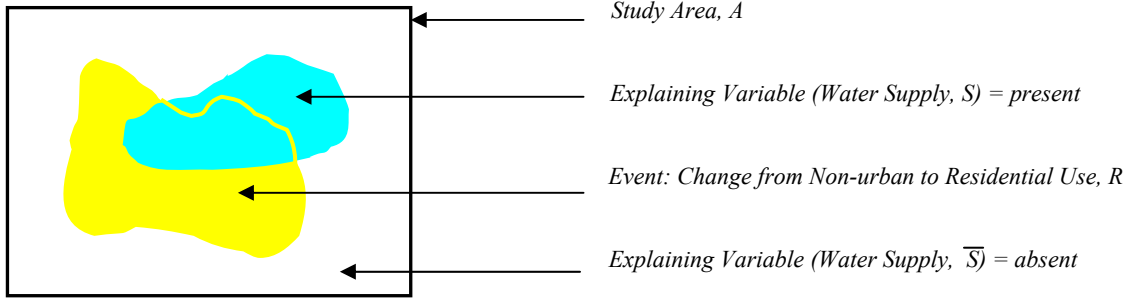 Study Area, A
Explaining Variable (Water Supply, S) = present
Event: Change from Non-urban to Residential Use, R
Explaining Variable (Water Supply, S̅) = absent